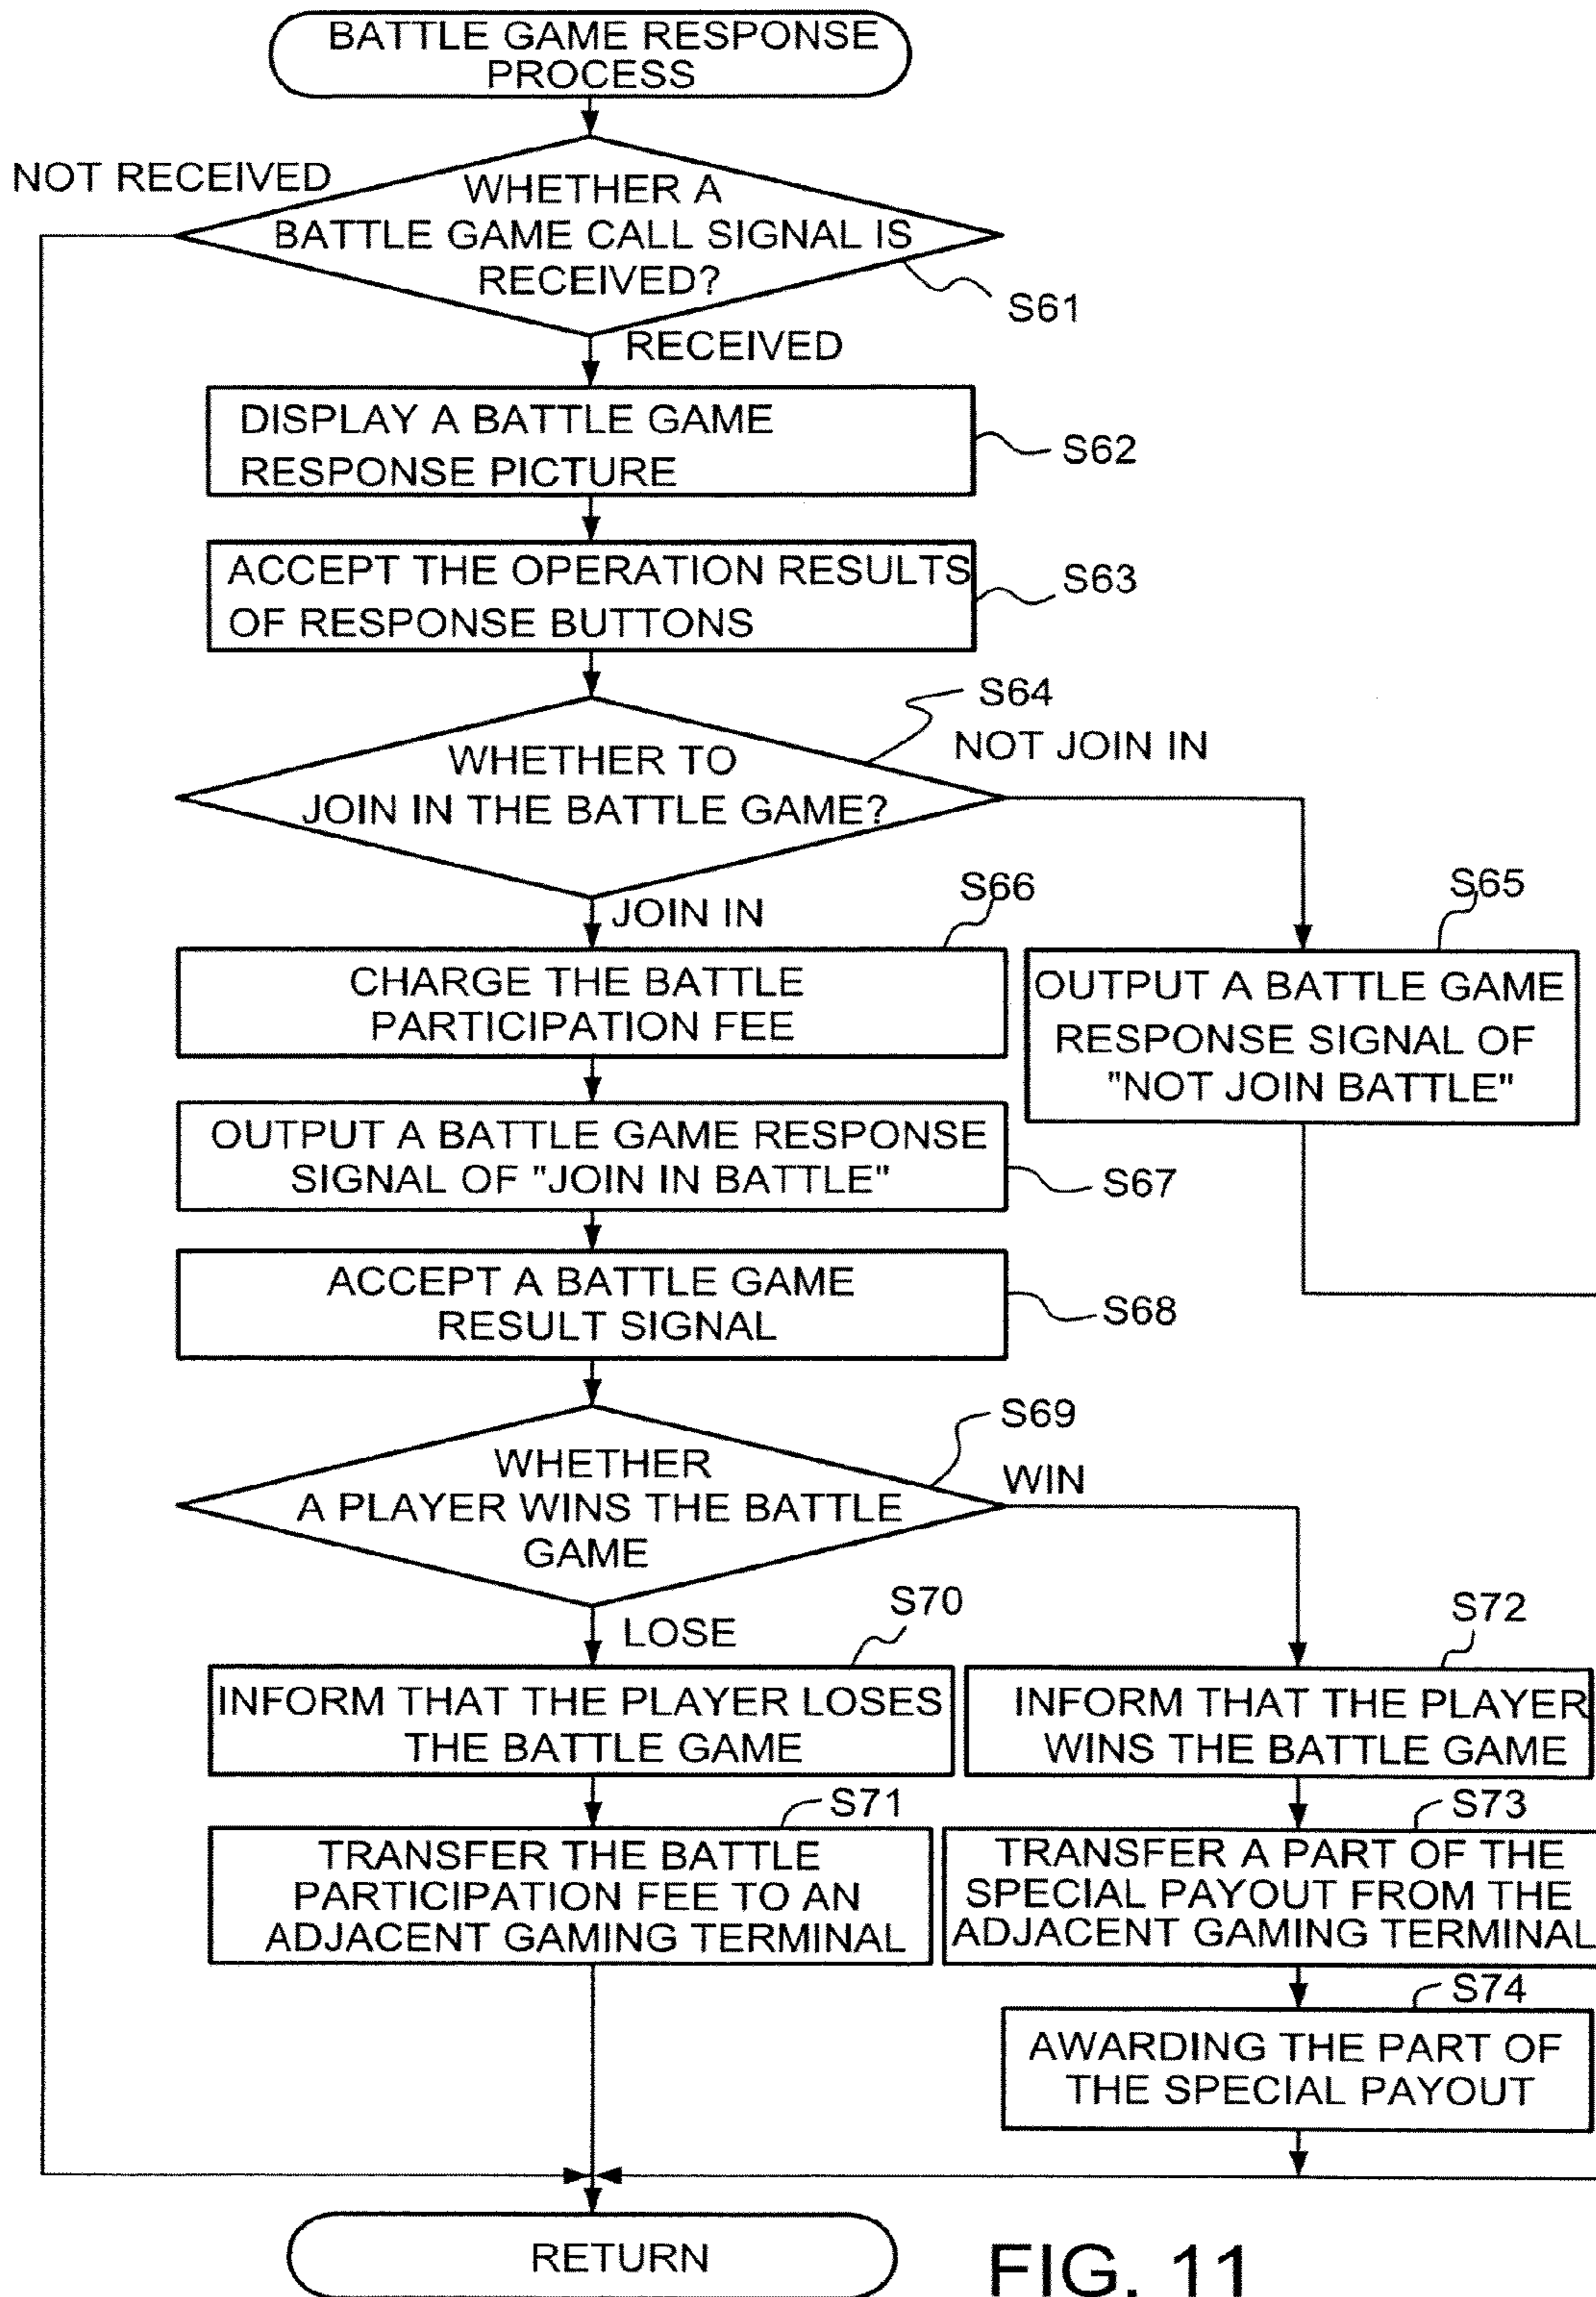 BATTLE GAME RESPONSE
PROCESS
NOT RECEIVED
WHETHER A
BATTLE GAME CALL SIGNAL IS
RECEIVED?
S61
RECEIVED
DISPLAY A BATTLE GAME
RESPONSE PICTURE
S62
ACCEPT THE OPERATION RESULTS
OF RESPONSE BUTTONS
S63
S64
WHETHER TO
JOIN IN THE BATTLE GAME?
NOT JOIN IN
JOIN IN
S66
S65
CHARGE THE BATTLE
PARTICIPATION FEE
OUTPUT A BATTLE GAME
RESPONSE SIGNAL OF
"NOT JOIN BATTLE"
OUTPUT A BATTLE GAME RESPONSE
SIGNAL OF "JOIN IN BATTLE"
S67
ACCEPT A BATTLE GAME
RESULT SIGNAL
S68
S69
WHETHER
A PLAYER WINS THE BATTLE
GAME
WIN
LOSE
S70
S72
INFORM THAT THE PLAYER LOSES
THE BATTLE GAME
INFORM THAT THE PLAYER
WINS THE BATTLE GAME
S71
S73
TRANSFER THE BATTLE
PARTICIPATION FEE TO AN
ADJACENT GAMING TERMINAL
TRANSFER A PART OF THE
SPECIAL PAYOUT FROM THE
ADJACENT GAMING TERMINAL
S74
AWARDING THE PART OF
THE SPECIAL PAYOUT
RETURN
FIG. 11